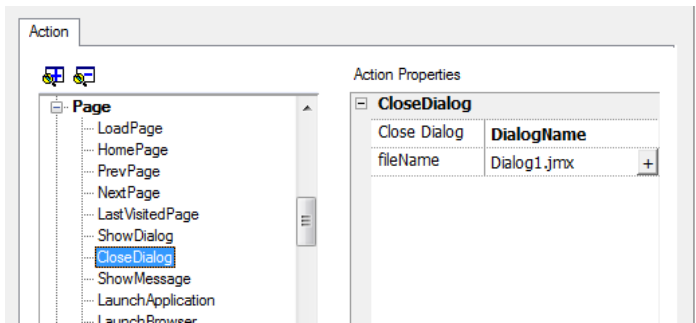 Action
Action Properties
Page
LoadPage
HomePage
PrevPage
NextPage
LastVisitedPage
ShowDialog
CloseDialog
ShowMessage
LaunchApplication
LaunchBrowser
CloseDialog
Close Dialog DialogName
fileName Dialog1.jmx +